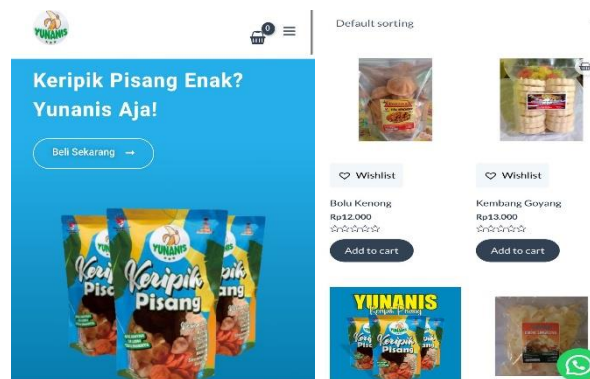 YUNANIS
0
Keripik Pisang Enak?
Yunanis Aja!
Beli Sekarang →
YUNANIS
Keripik
Pisang
Default sorting
Wishlist
Wishlist
Bolu Kenong
Rp12.000
Kembang Goyang
Rp13.000
Add to cart
Add to cart
YUNANIS
Keripik Pisang
Keripik
Pisang